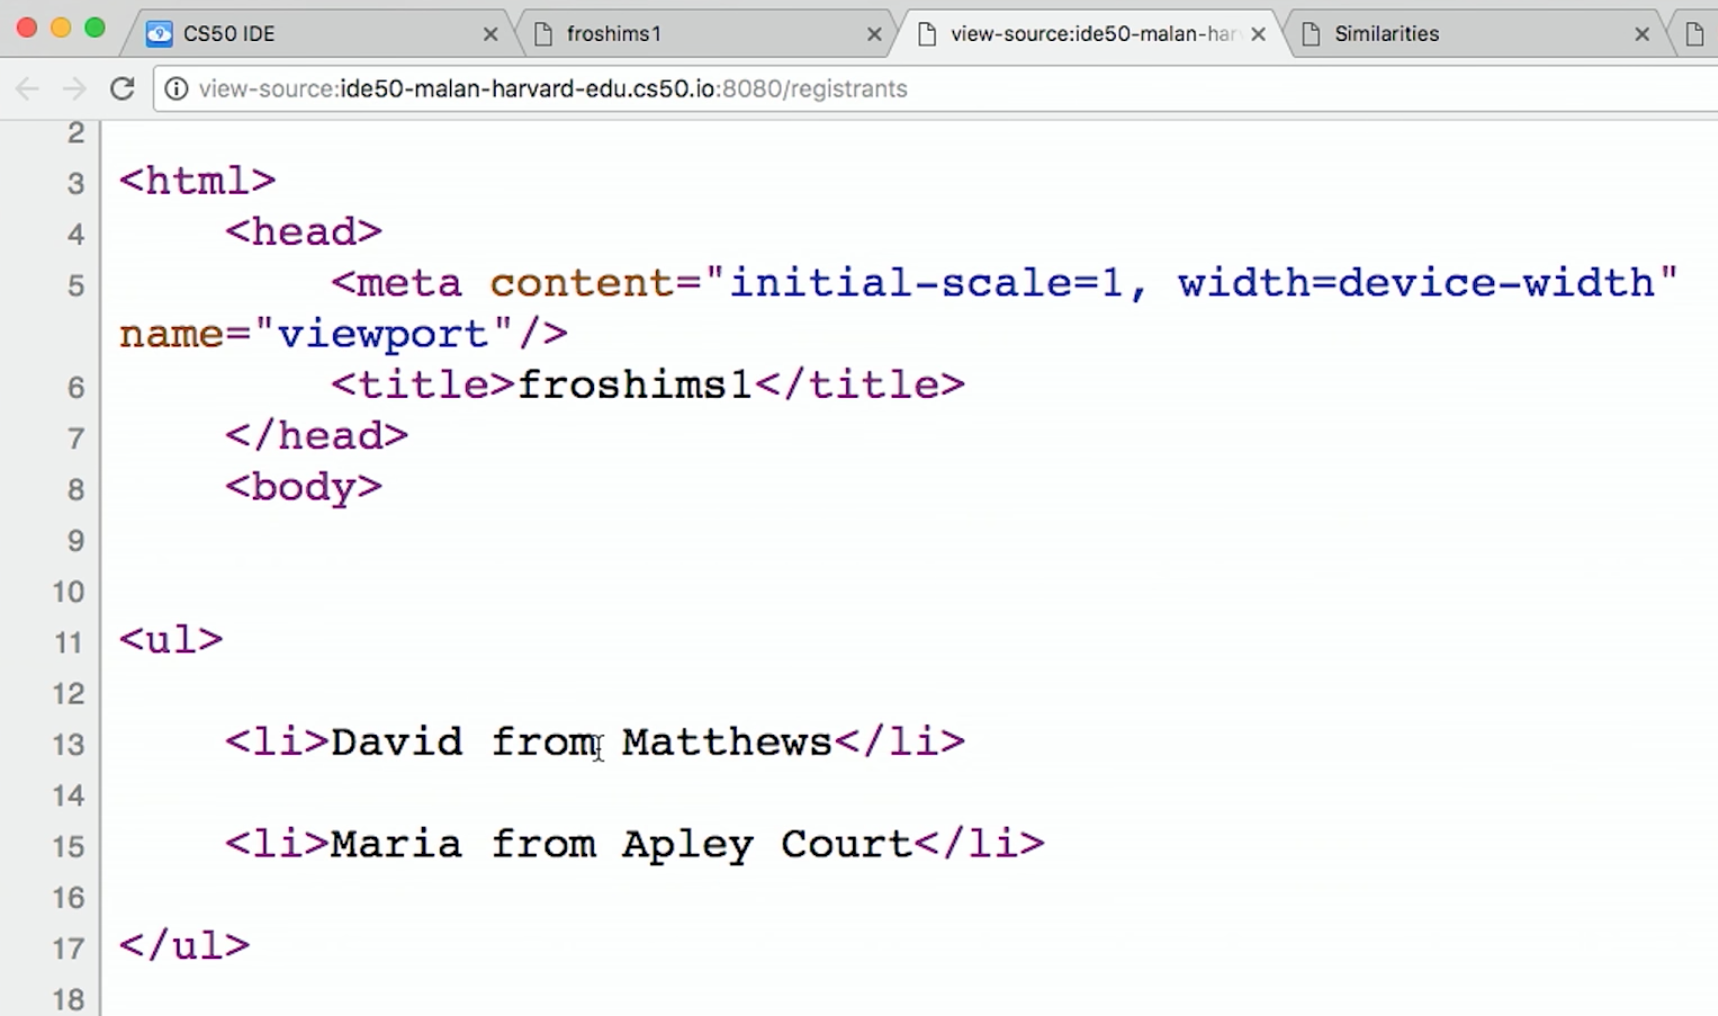 CS50 IDE
froshims1
view-source:ide50-malan-har
Similarities
view-source:ide50-malan-harvard-edu.cs50.io:8080/registrants
2
3 <html>
4 <head>
5 <meta content="initial-scale=1, width=device-width"
name="viewport"/>
6 <title>froshims1</title>
7 </head>
8 <body>
9
10
11 <ul>
12
13 <li>David from Matthews</li>
14
15 <li>Maria from Apley Court</li>
16
17 </ul>
18